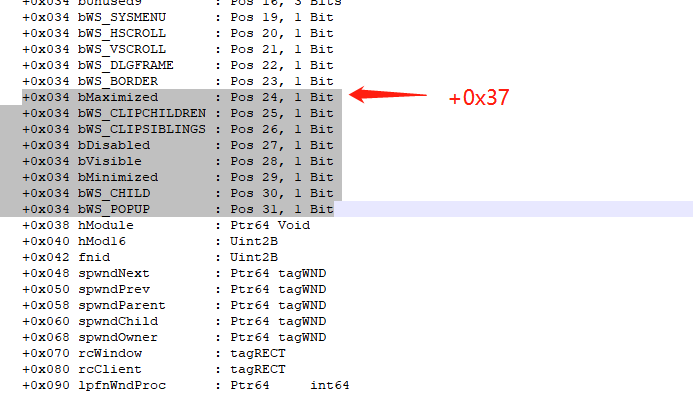 +0x034 bUnused9         : Pos 16, 3 Bits
+0x034 bWS_SYSMENU      : Pos 19, 1 Bit
+0x034 bWS_HSCROLL      : Pos 20, 1 Bit
+0x034 bWS_VSCROLL      : Pos 21, 1 Bit
+0x034 bWS_DLGFRAME     : Pos 22, 1 Bit
+0x034 bWS_BORDER       : Pos 23, 1 Bit
+0x034 bMaximized       : Pos 24, 1 Bit +0x37
+0x034 bWS_CLIPCHILDREN : Pos 25, 1 Bit
+0x034 bWS_CLIPSIBLINGS : Pos 26, 1 Bit
+0x034 bDisabled        : Pos 27, 1 Bit
+0x034 bVisible         : Pos 28, 1 Bit
+0x034 bMinimized       : Pos 29, 1 Bit
+0x034 bWS_CHILD        : Pos 30, 1 Bit
+0x034 bWS_POPUP        : Pos 31, 1 Bit
+0x038 hModule          : Ptr64 Void
+0x040 hMod16           : Uint2B
+0x042 fnid             : Uint2B
+0x048 spwndNext        : Ptr64 tagWND
+0x050 spwndPrev        : Ptr64 tagWND
+0x058 spwndParent      : Ptr64 tagWND
+0x060 spwndChild       : Ptr64 tagWND
+0x068 spwndOwner       : Ptr64 tagWND
+0x070 rcWindow         : tagRECT
+0x080 rcClient         : tagRECT
+0x090 lpfnWndProc      : Ptr64     int64